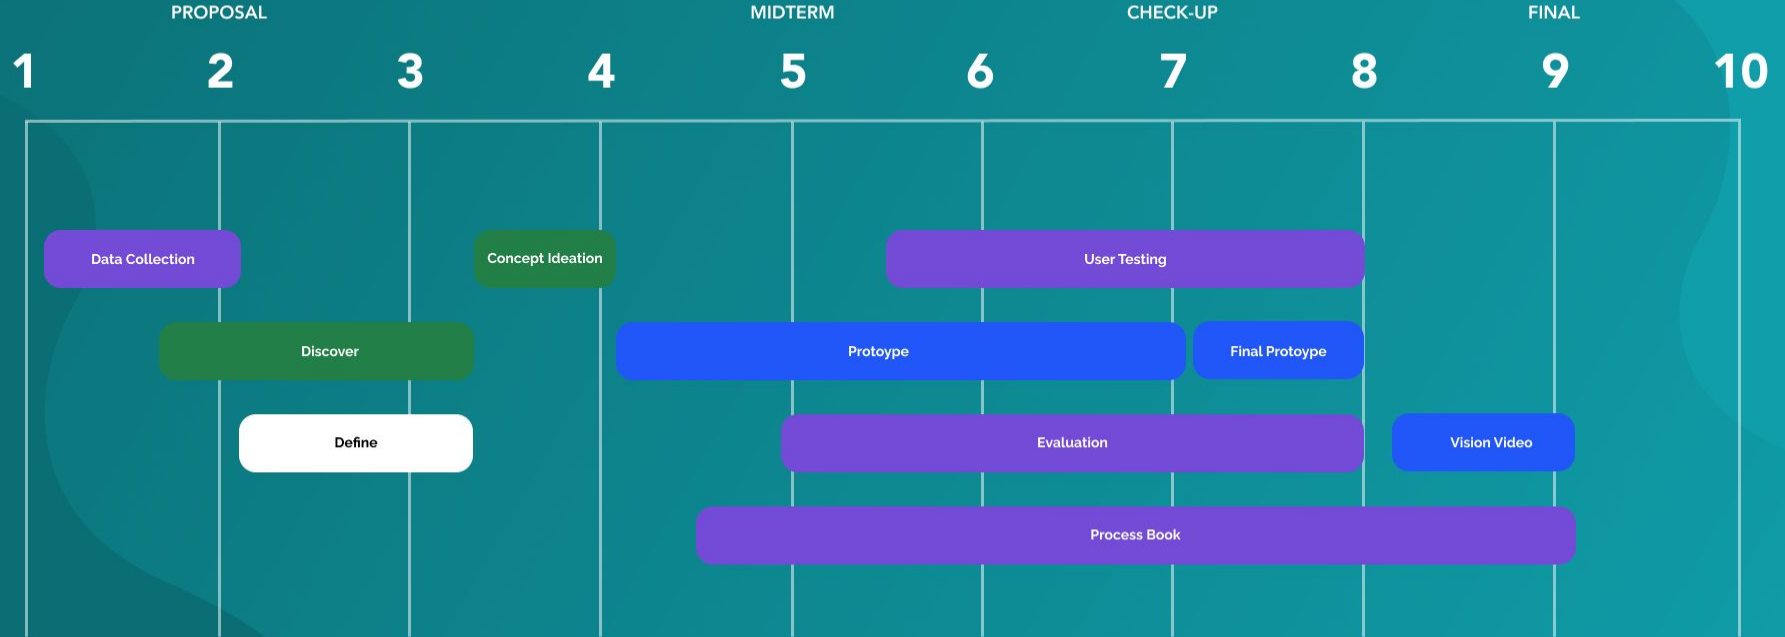 PROPOSAL MIDTERM CHECK-UP FINAL
1 2 3 4 5 6 7 8 9 10
Data Collection Concept Ideation User Testing
Discover Protoype Final Protoype
Define Evaluation Vision Video
Process Book